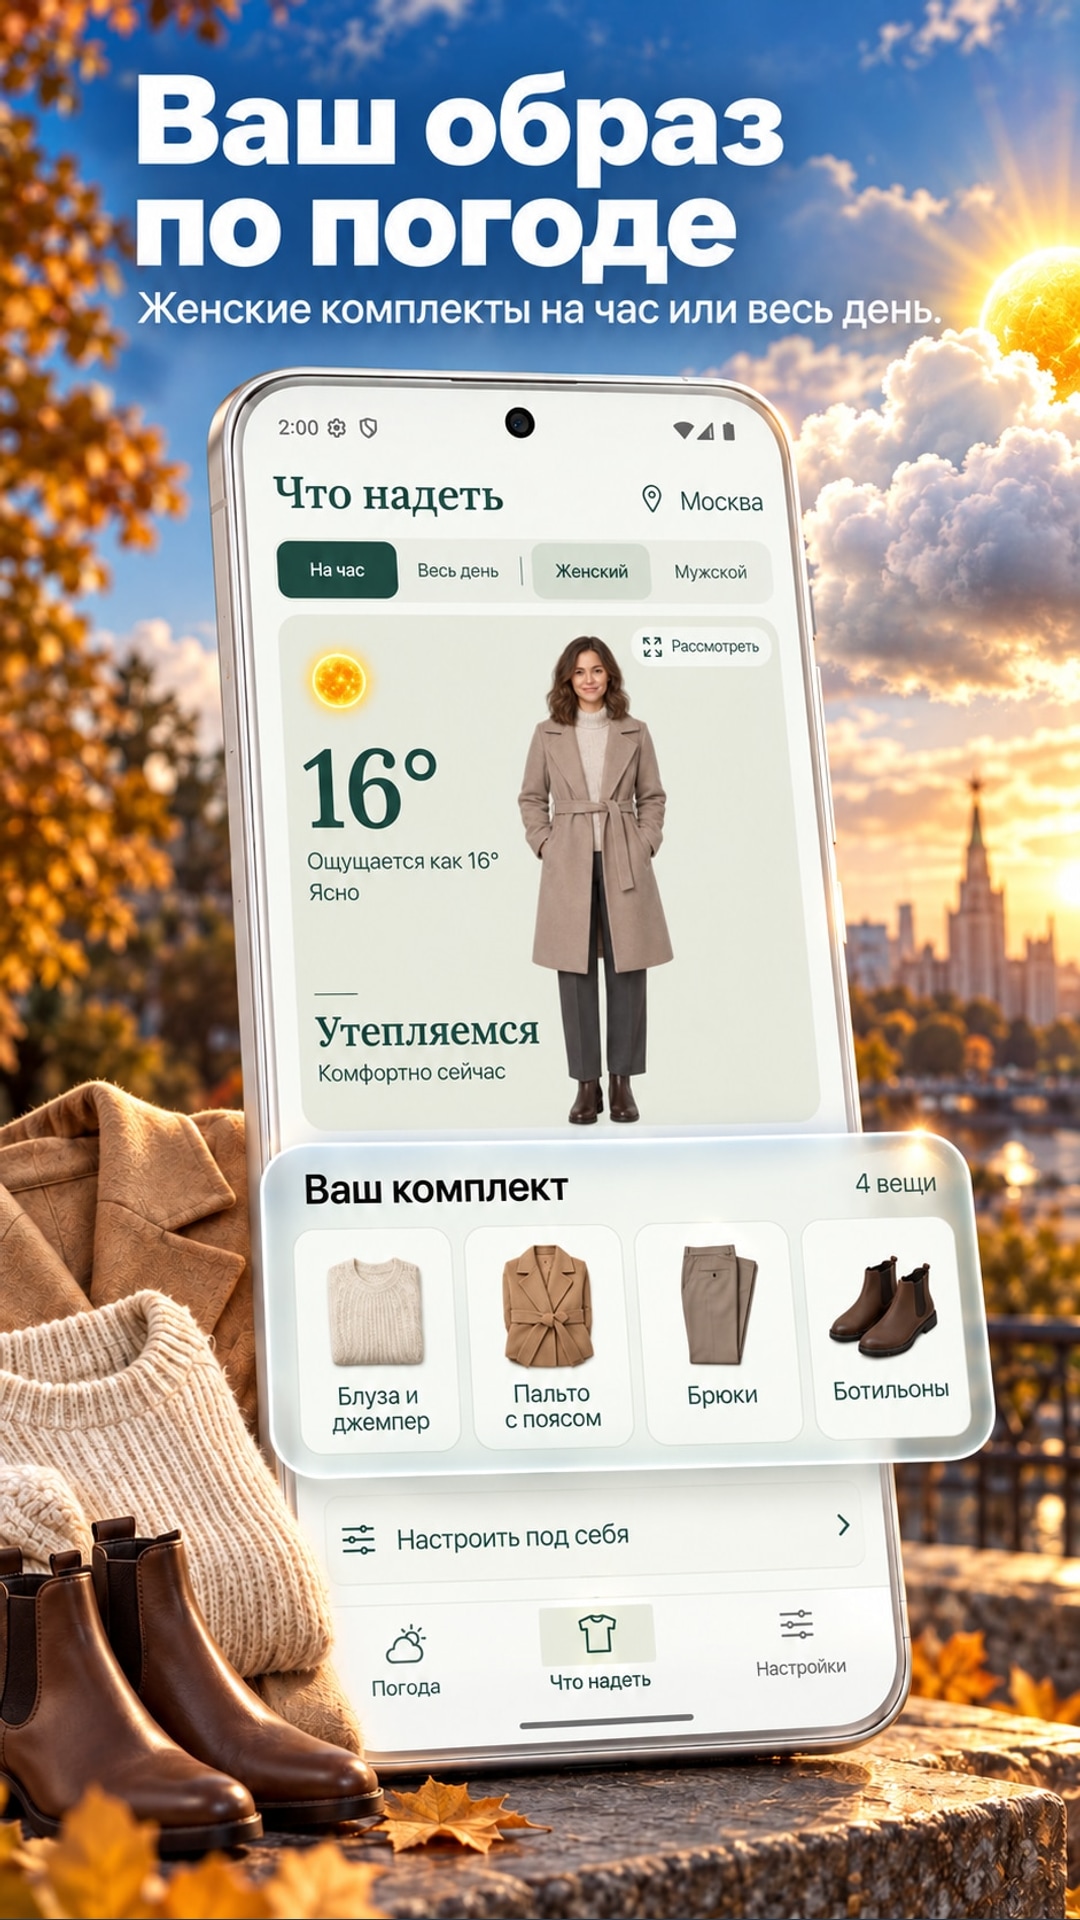 Ваш образ
по погоде
Женские комплекты на час или весь день.
2:00
Что надеть
Москва
На час
Весь день
Женский
Мужской
Рассмотреть
16°
Ощущается как 16°
Ясно
Утепляемся
Комфортно сейчас
Ваш комплект
4 вещи
Блуза и
джемпер
Пальто
с поясом
Брюки
Ботильоны
Настроить под себя
Погода
Что надеть
Настройки